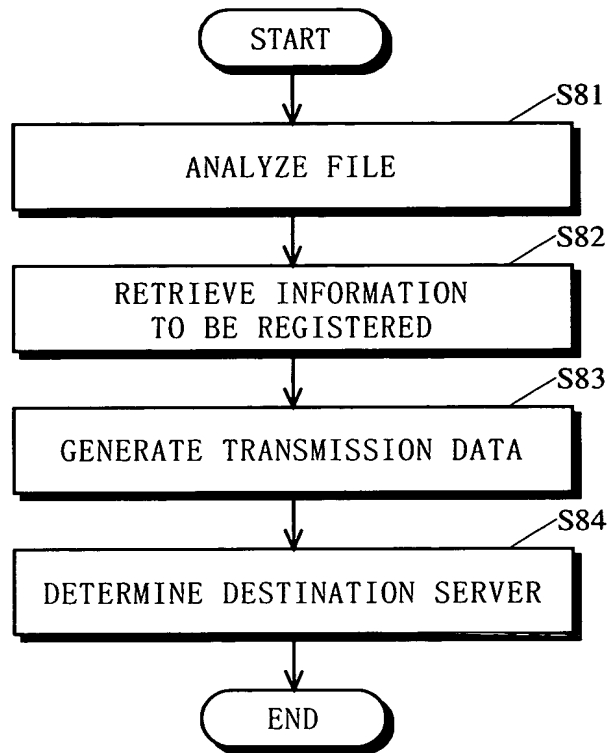 START
S81
ANALYZE FILE
S82
RETRIEVE INFORMATION
TO BE REGISTERED
S83
GENERATE TRANSMISSION DATA
S84
DETERMINE DESTINATION SERVER
END